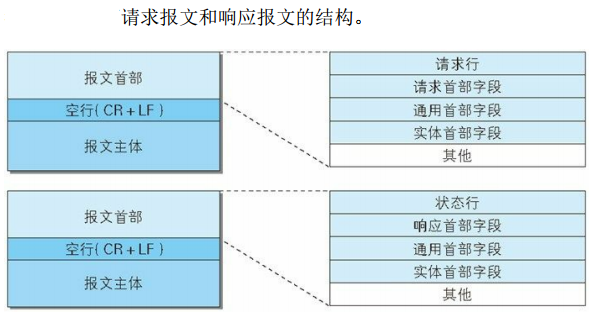 请求报文和响应报文的结构。
报文首部
空行(CR+LF)
报文主体
请求行
请求首部字段
通用首部字段
实体首部字段
其他
报文首部
空行(CR+LF)
报文主体
状态行
响应首部字段
通用首部字段
实体首部字段
其他